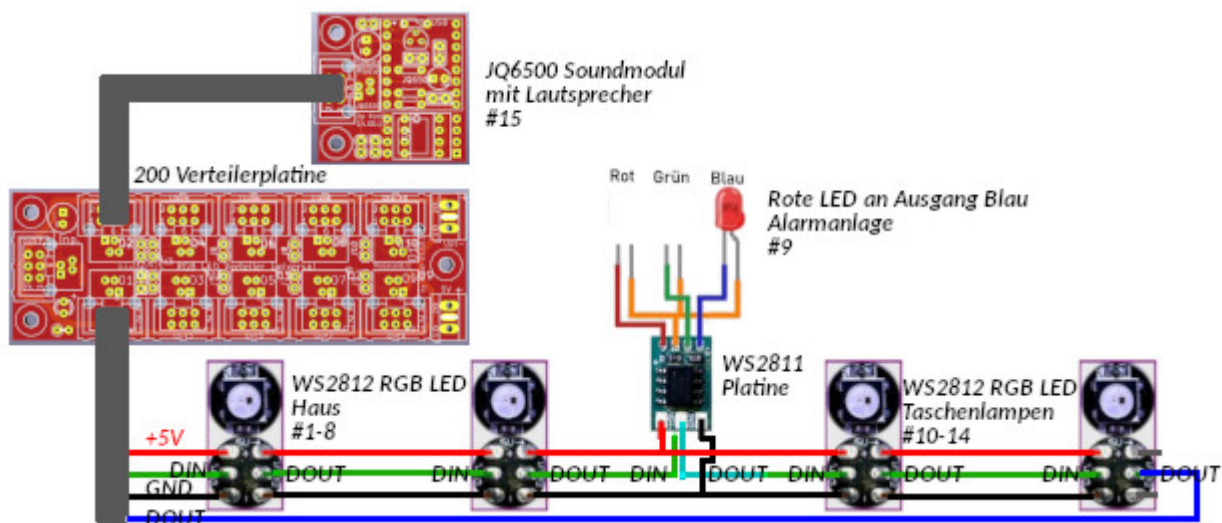 JQ6500 Soundmodul
mit Lautsprecher
#15
200 Verteilerplatine
Rot Grün Blau
Rote LED an Ausgang Blau
Alarmanlage
#9
WS2811
Platine
WS2812 RGB LED
Haus
#1-8
WS2812 RGB LED
Taschenlampen
#10-14
+5V
DIN DOUT DIN DOUT DIN DOUT DIN DOUT DIN DOUT
GND
DOUT